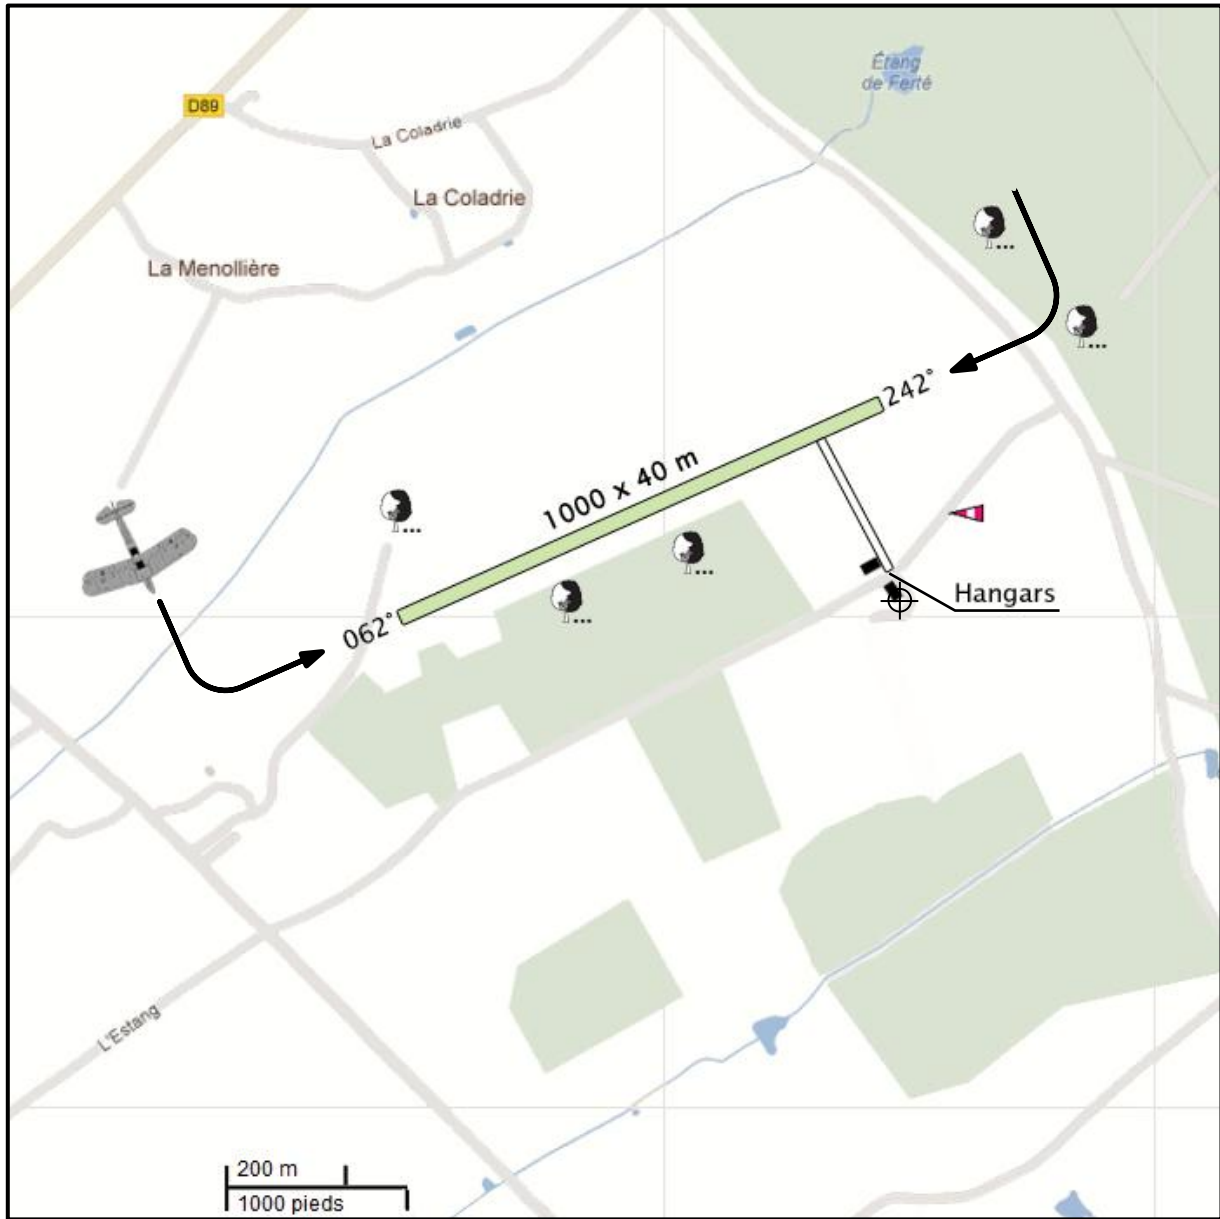 Étang
de Ferté
D89
La Coladrie
La Coladrie
La Menollière
242°
1000 x 40 m
Hangars
062°
L'Estang
200 m
1000 pieds